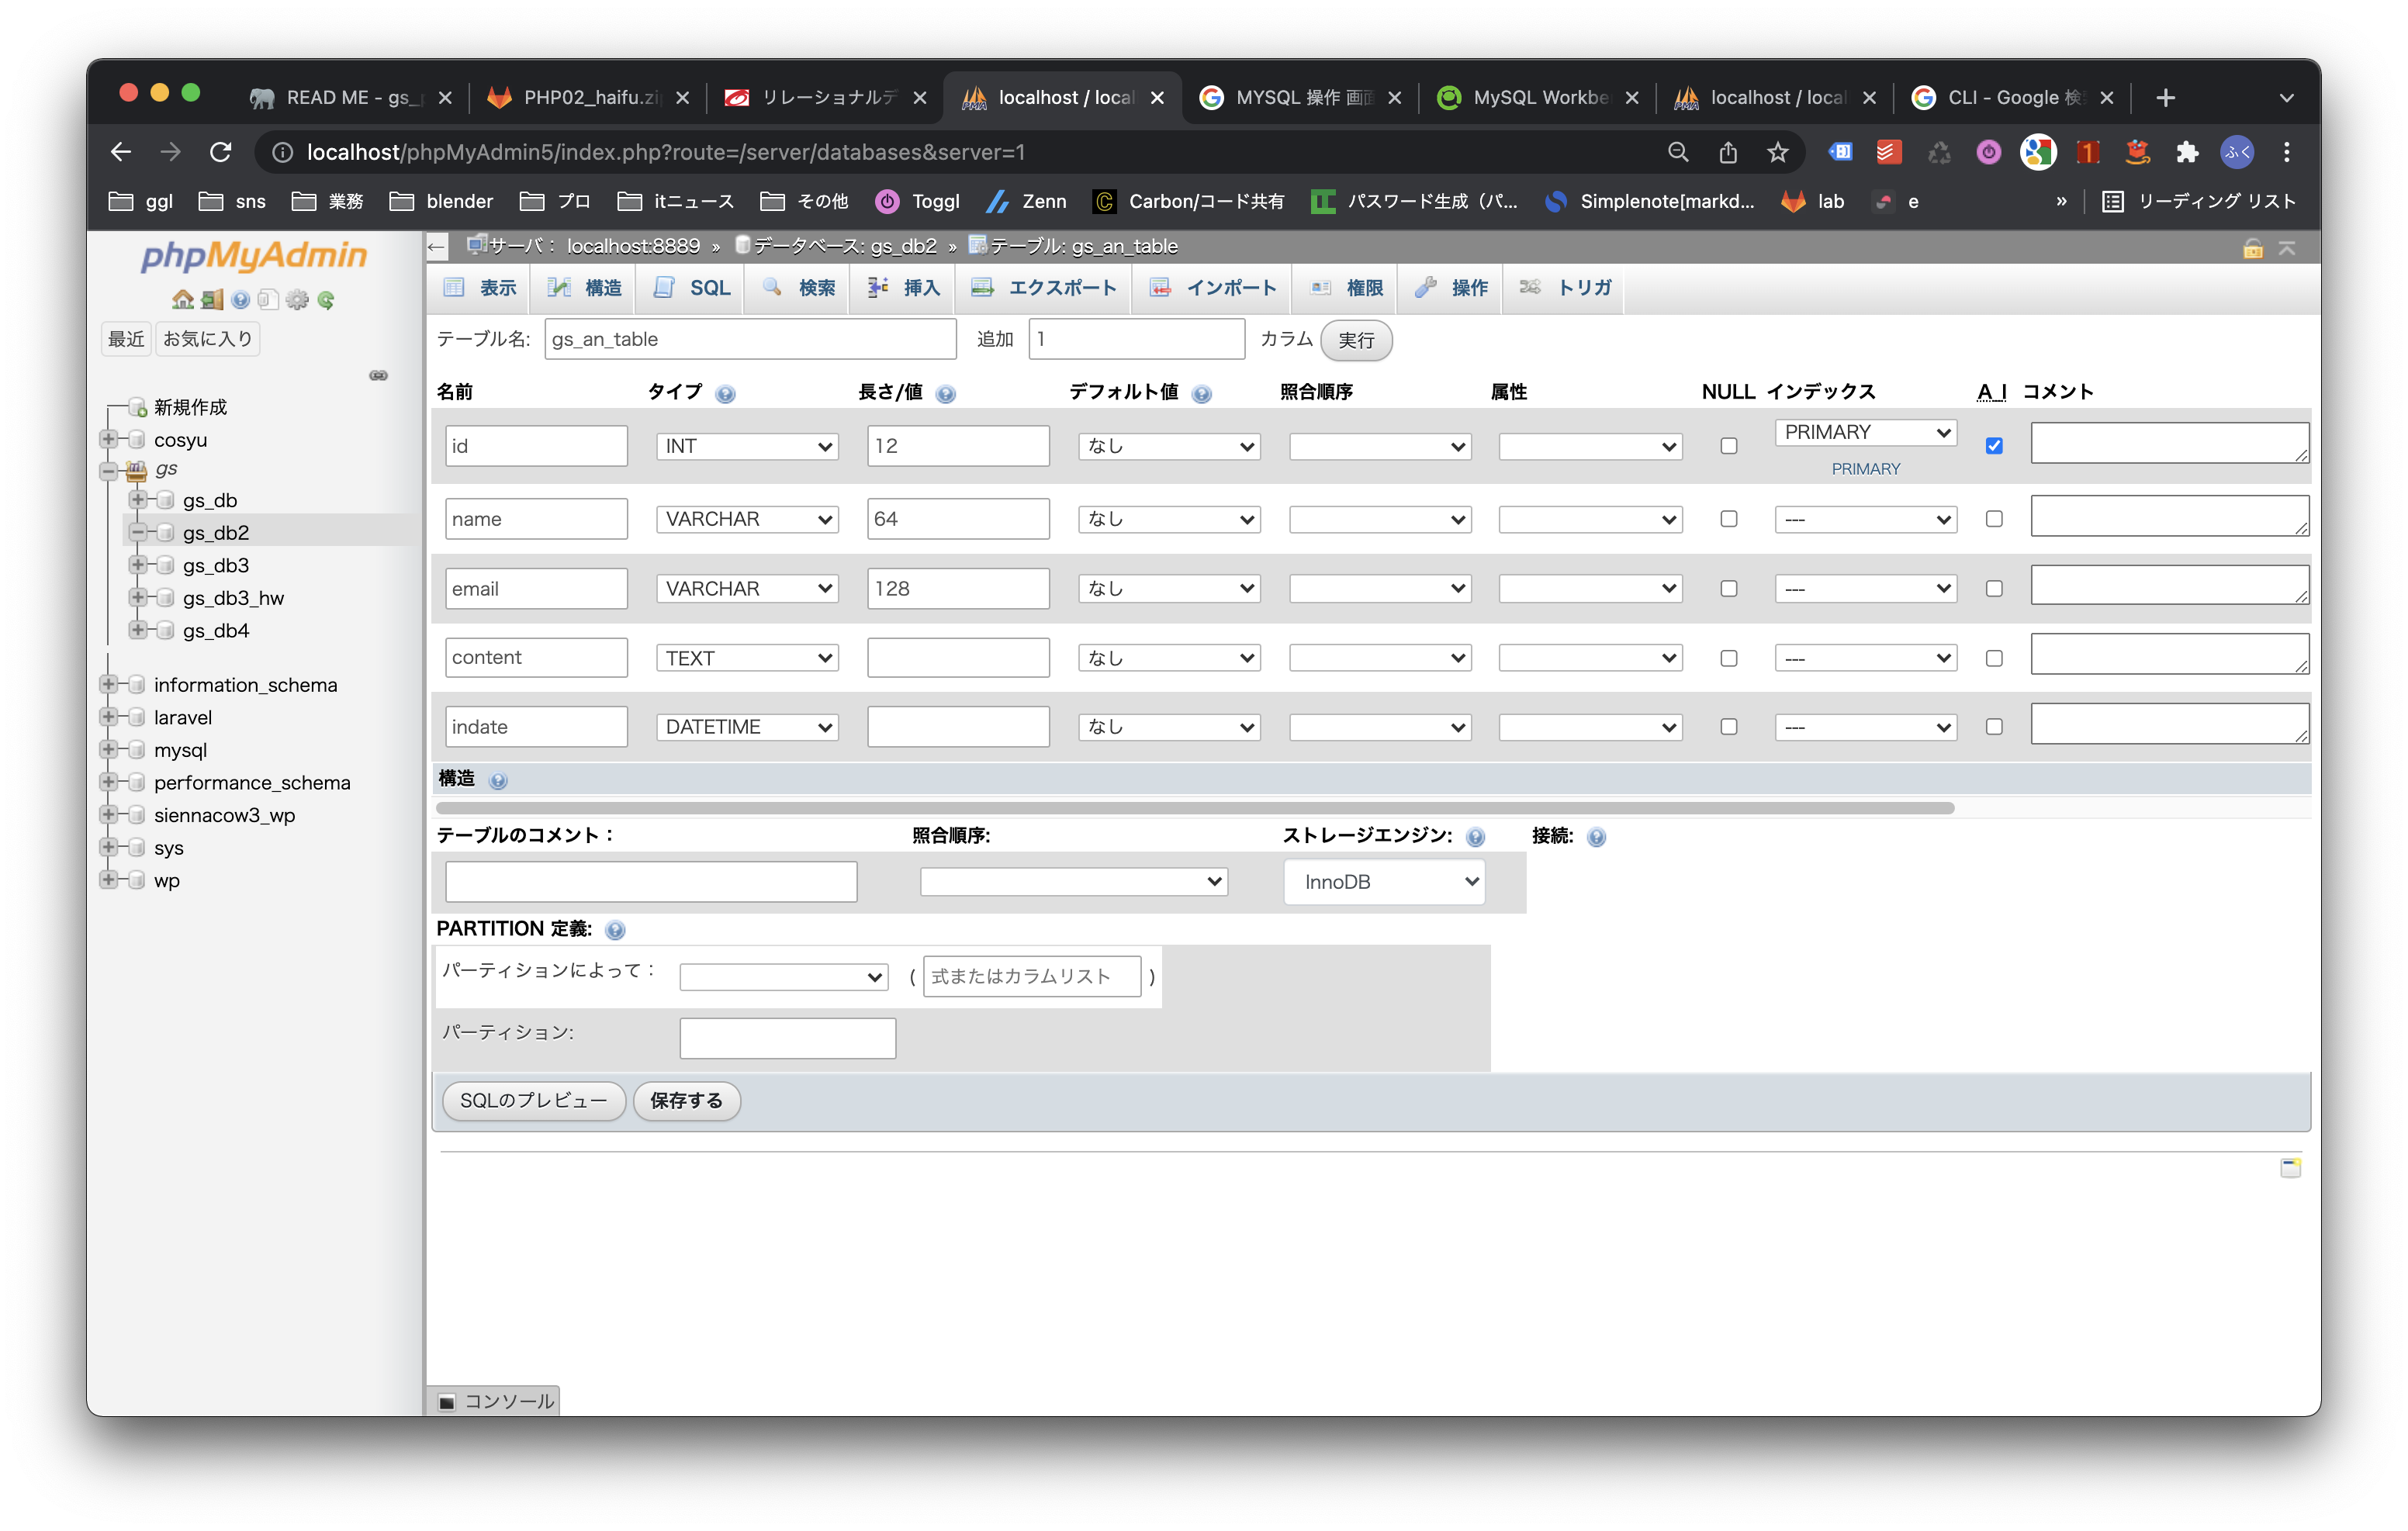 READ ME - gs_
PHP02_haifu.zi
リレーショナルデ
localhost / local
MYSQL 操作 画面
MySQL Workbe
localhost / local
CLI - Google 検
localhost/phpMyAdmin5/index.php?route=/server/databases&server=1
ふく
ggl
sns
業務
blender
プロ
itニュース
その他
Toggl
Zenn
Carbon/コード共有
パスワード生成（パ...
Simplenote[markd...
lab
e
»
リーディング リスト
phpMyAdmin
最近
お気に入り
新規作成
cosyu
gs
gs_db
gs_db2
gs_db3
gs_db3_hw
gs_db4
information_schema
laravel
mysql
performance_schema
siennacow3_wp
sys
wp
サーバ： localhost:8889 » データベース: gs_db2 » テーブル: gs_an_table
表示 構造 SQL 検索 挿入 エクスポート インポート 権限 操作 トリガ
テーブル名: gs_an_table 追加 1 カラム 実行
名前 タイプ 長さ/値 デフォルト値 照合順序 属性 NULL インデックス A_I コメント
id INT 12 なし PRIMARY
PRIMARY
name VARCHAR 64 なし ---
email VARCHAR 128 なし ---
content TEXT なし ---
indate DATETIME なし ---
構造
テーブルのコメント： 照合順序: ストレージエンジン: 接続:
InnoDB
PARTITION 定義:
パーティションによって： ( 式またはカラムリスト )
パーティション:
SQLのプレビュー 保存する
コンソール